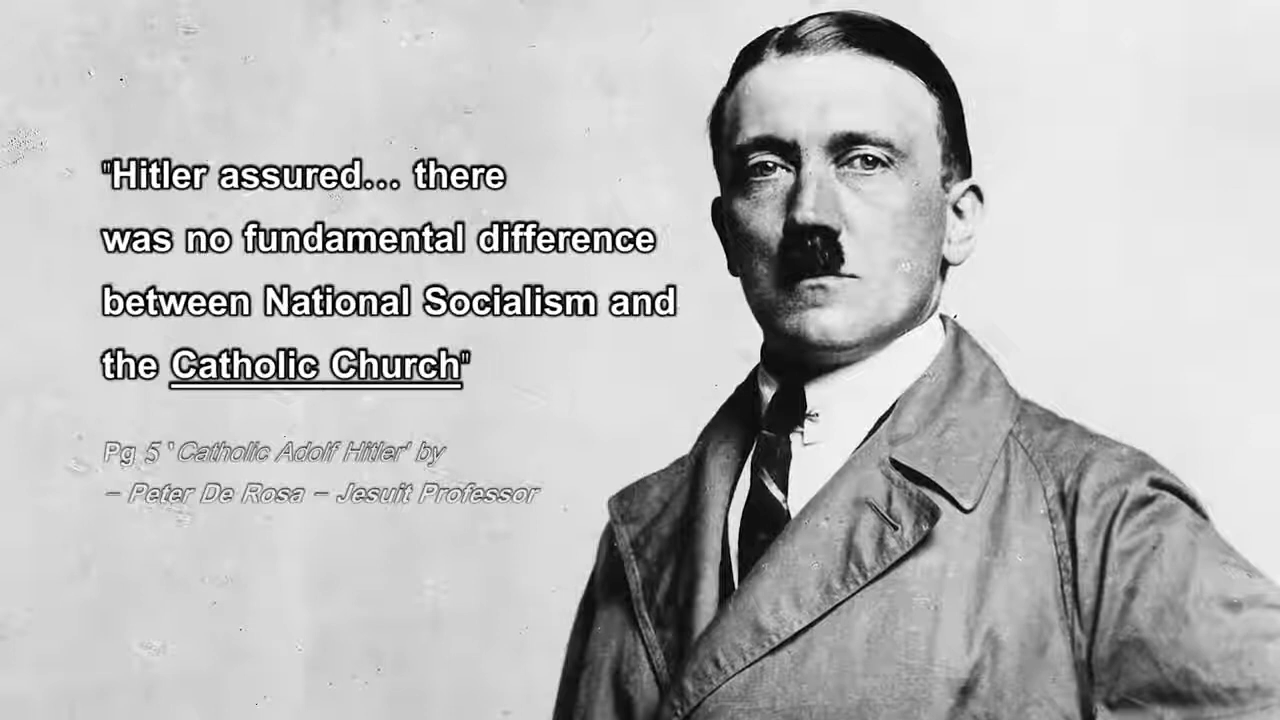 "Hitler assured... there
was no fundamental difference
between National Socialism and
the Catholic Church"
Pg 5 'Catholic Adolf Hitler' by
– Peter De Rosa – Jesuit Professor